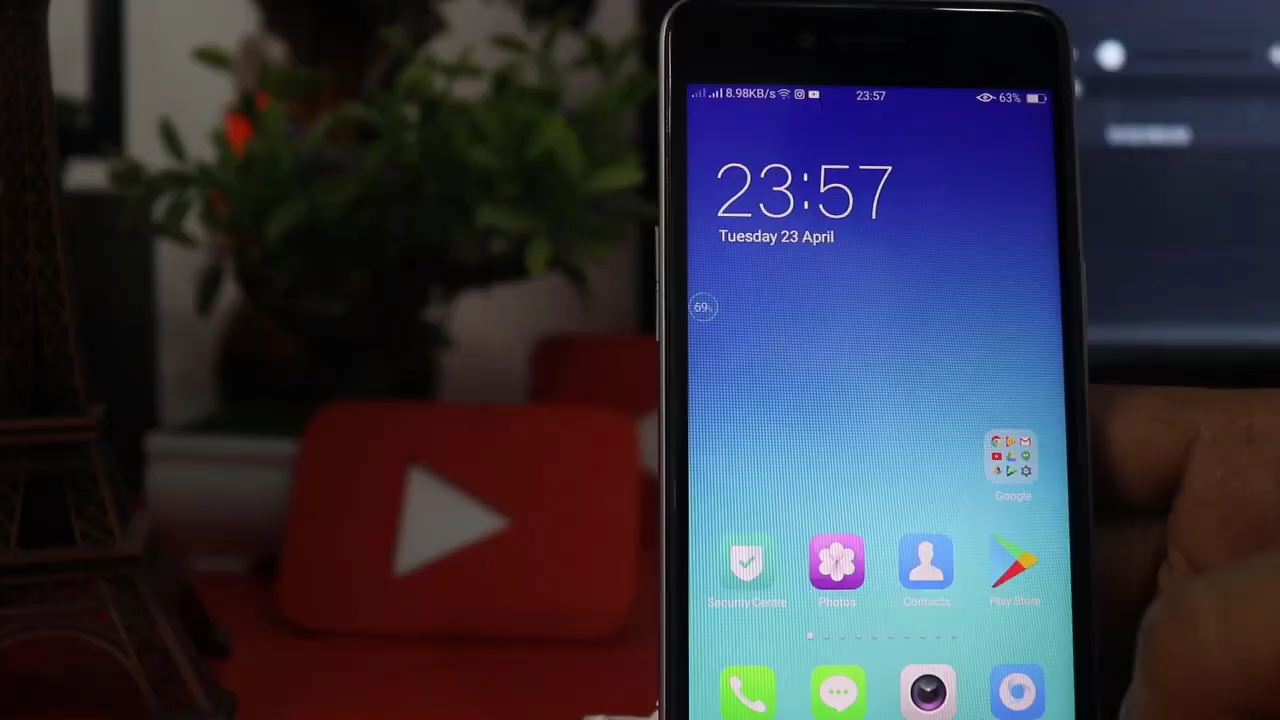 8.98KB/s 23:57 63%
23:57
Tuesday 23 April
69%
Google
Security Centre Photos Contacts Play Store